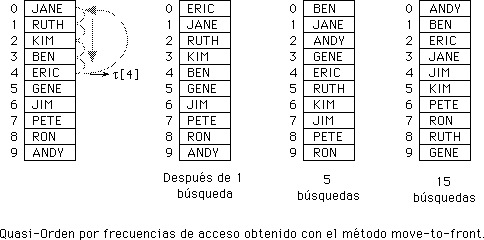 0 JANE
1 RUTH
2 KIM
3 BEN
4 ERIC
5 GENE
6 JIM
7 PETE
8 RON
9 ANDY
τ[4]
0 ERIC
1 JANE
2 RUTH
3 KIM
4 BEN
5 GENE
6 JIM
7 PETE
8 RON
9 ANDY
Después de 1
búsqueda
0 BEN
1 JANE
2 ANDY
3 GENE
4 ERIC
5 RUTH
6 KIM
7 JIM
8 PETE
9 RON
5
búsquedas
0 ANDY
1 BEN
2 ERIC
3 JANE
4 JIM
5 KIM
6 PETE
7 RON
8 RUTH
9 GENE
15
búsquedas
Quasi-Orden por frecuencias de acceso obtenido con el método move-to-front.